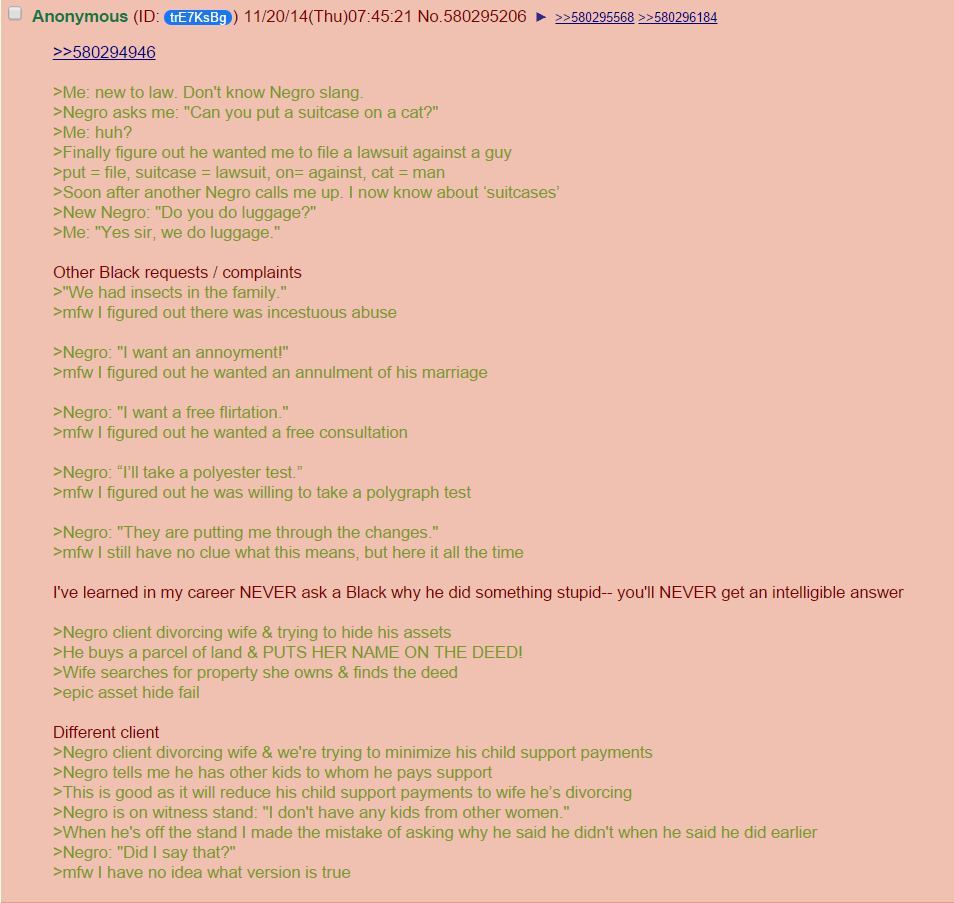 Anonymous (ID: trE7KsBg) 11/20/14(Thu)07:45:21 No.580295206 ► >>580295568 >>580296184
>>580294946
>Me: new to law. Don't know Negro slang.
>Negro asks me: "Can you put a suitcase on a cat?"
>Me: huh?
>Finally figure out he wanted me to file a lawsuit against a guy
>put = file, suitcase = lawsuit, on= against, cat = man
>Soon after another Negro calls me up. I now know about ‘suitcases’
>New Negro: "Do you do luggage?"
>Me: "Yes sir, we do luggage."
Other Black requests / complaints
>"We had insects in the family."
>mfw I figured out there was incestuous abuse
>Negro: "I want an annoyment!"
>mfw I figured out he wanted an annulment of his marriage
>Negro: "I want a free flirtation."
>mfw I figured out he wanted a free consultation
>Negro: “I’ll take a polyester test.”
>mfw I figured out he was willing to take a polygraph test
>Negro: "They are putting me through the changes."
>mfw I still have no clue what this means, but here it all the time
I've learned in my career NEVER ask a Black why he did something stupid-- you'll NEVER get an intelligible answer
>Negro client divorcing wife & trying to hide his assets
>He buys a parcel of land & PUTS HER NAME ON THE DEED!
>Wife searches for property she owns & finds the deed
>epic asset hide fail
Different client
>Negro client divorcing wife & we're trying to minimize his child support payments
>Negro tells me he has other kids to whom he pays support
>This is good as it will reduce his child support payments to wife he’s divorcing
>Negro is on witness stand: "I don't have any kids from other women."
>When he's off the stand I made the mistake of asking why he said he didn't when he said he did earlier
>Negro: "Did I say that?"
>mfw I have no idea what version is true